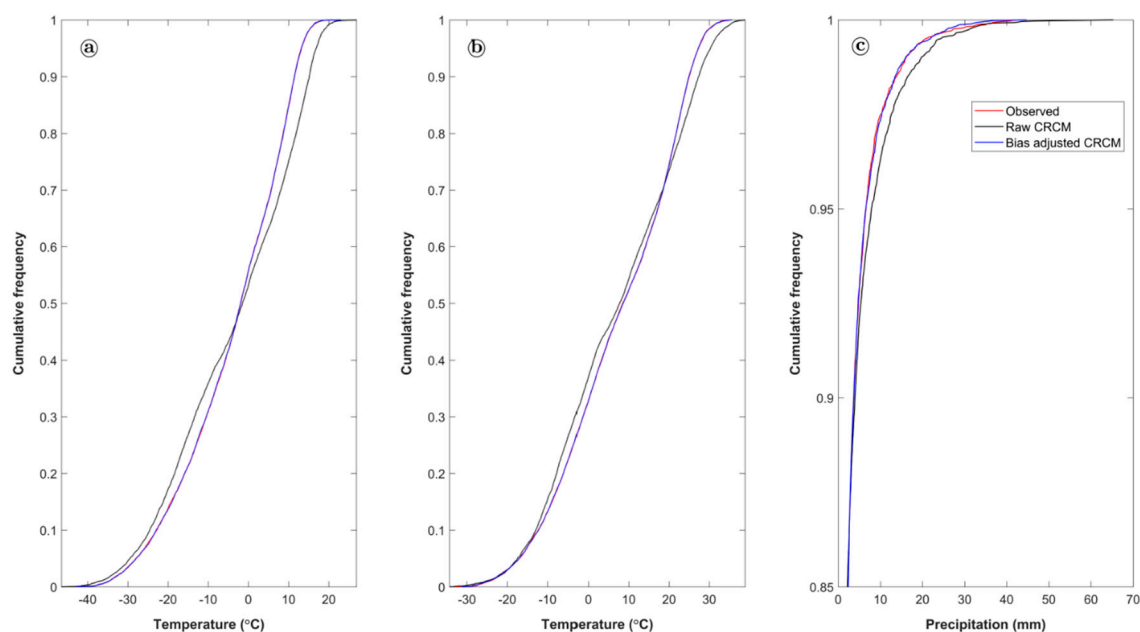 ⓐ
Cumulative frequency
1
0.9
0.8
0.7
0.6
0.5
0.4
0.3
0.2
0.1
0
-40 -30 -20 -10 0 10 20
Temperature (°C)
ⓑ
Cumulative frequency
1
0.9
0.8
0.7
0.6
0.5
0.4
0.3
0.2
0.1
0
-30 -20 -10 0 10 20 30
Temperature (°C)
ⓒ
Cumulative frequency
1
0.95
0.9
0.85
Observed
Raw CRCM
Bias adjusted CRCM
0 10 20 30 40 50 60 70
Precipitation (mm)